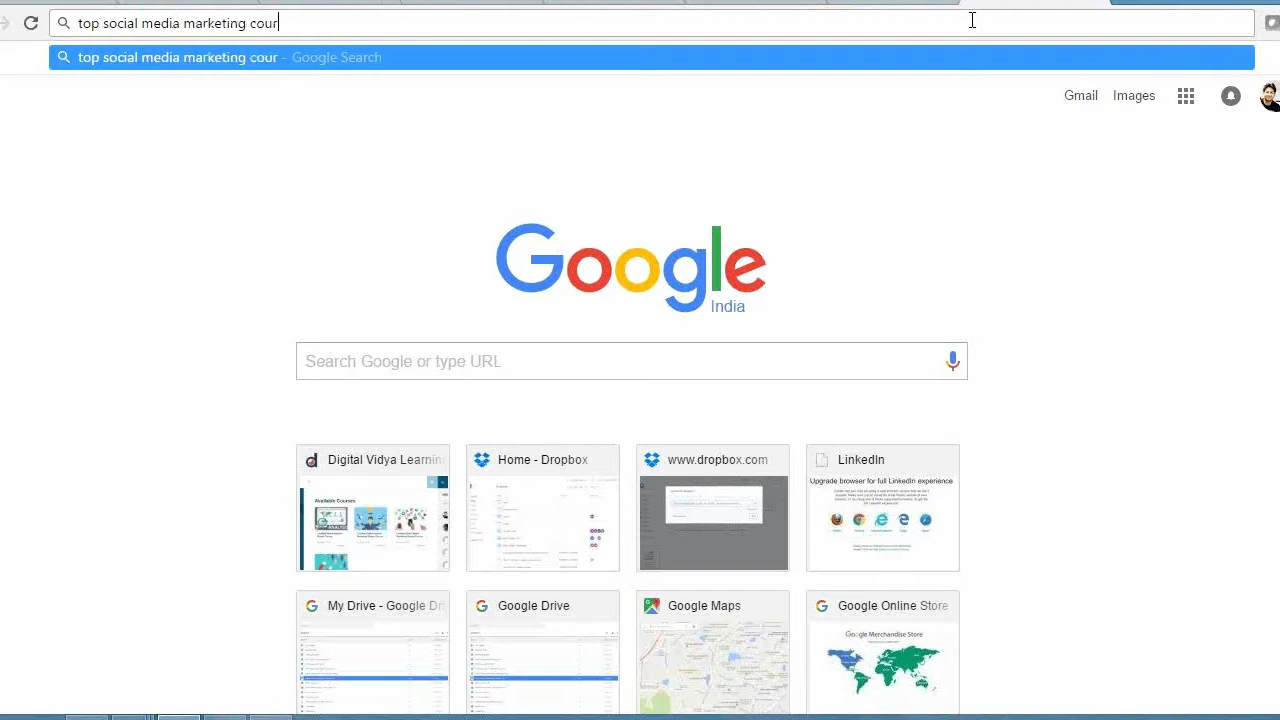 top social media marketing cour
top social media marketing cour - Google Search
Gmail Images
Google
India
Search Google or type URL
Digital Vidya Learnin
Home - Dropbox
www.dropbox.com
LinkedIn
Available Courses
Upgrade browser for full LinkedIn experience
My Drive - Google Dr
Google Drive
Google Maps
Google Online Store
Google Merchandise Store